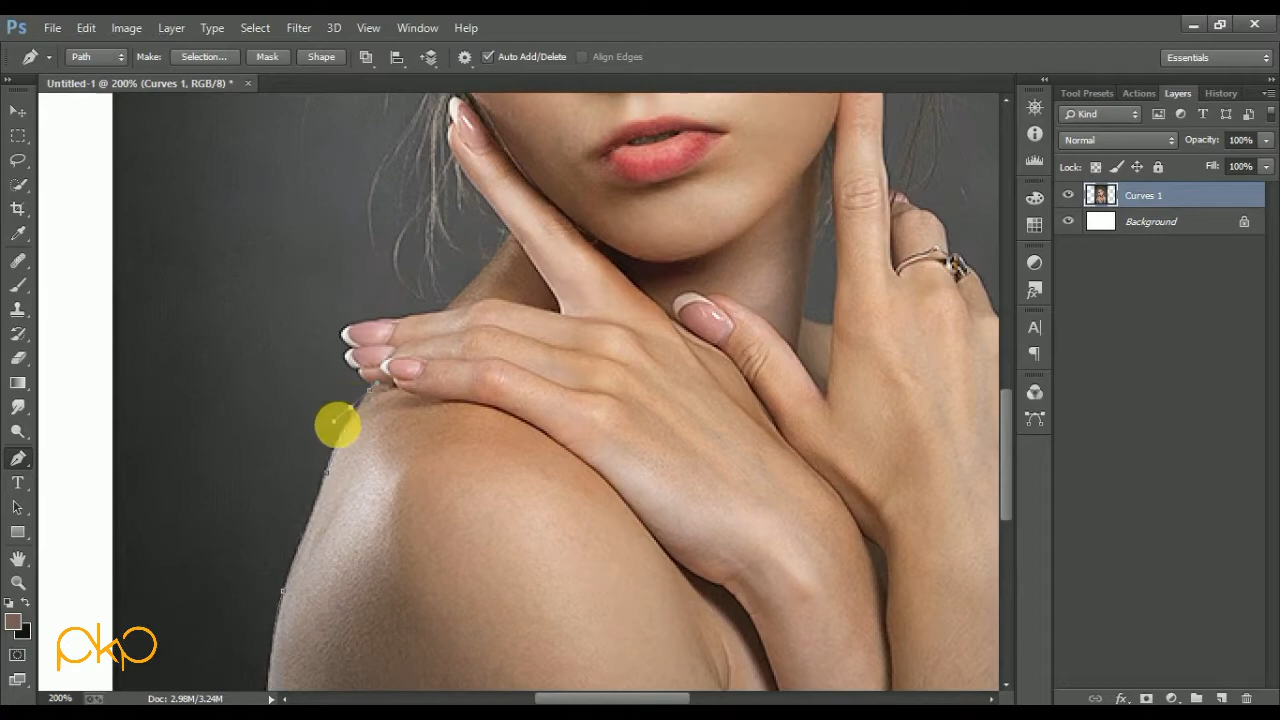 Ps File Edit Image Layer Type Select Filter 3D View Window Help
Path Make: Selection... Mask Shape Auto Add/Delete Align Edges Essentials
Untitled-1 @ 200% (Curves 1, RGB/8) * ×
Tool Presets Actions Layers History
Kind
Normal Opacity: 100%
Lock: Fill: 100%
Curves 1
Background
pkp
200% Doc: 2.98M/3.24M